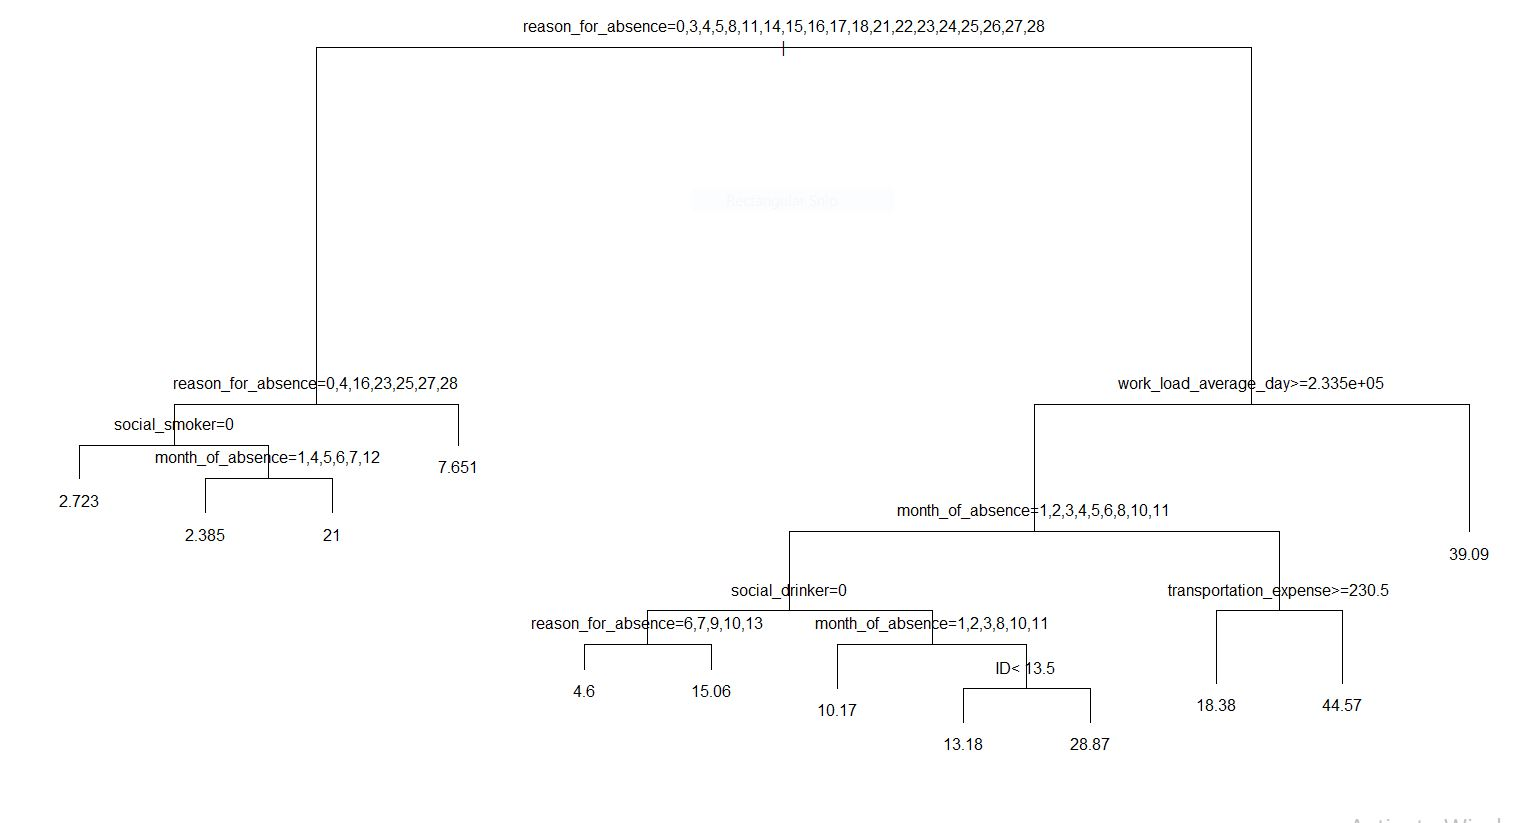 reason_for_absence=0,3,4,5,8,11,14,15,16,17,18,21,22,23,24,25,26,27,28
Rectangular Snip
reason_for_absence=0,4,16,23,25,27,28
work_load_average_day>=2.335e+05
social_smoker=0
month_of_absence=1,4,5,6,7,12
7.651
2.723
2.385
21
month_of_absence=1,2,3,4,5,6,8,10,11
39.09
social_drinker=0
transportation_expense>=230.5
reason_for_absence=6,7,9,10,13
month_of_absence=1,2,3,8,10,11
ID< 13.5
4.6
15.06
10.17
18.38
44.57
13.18
28.87